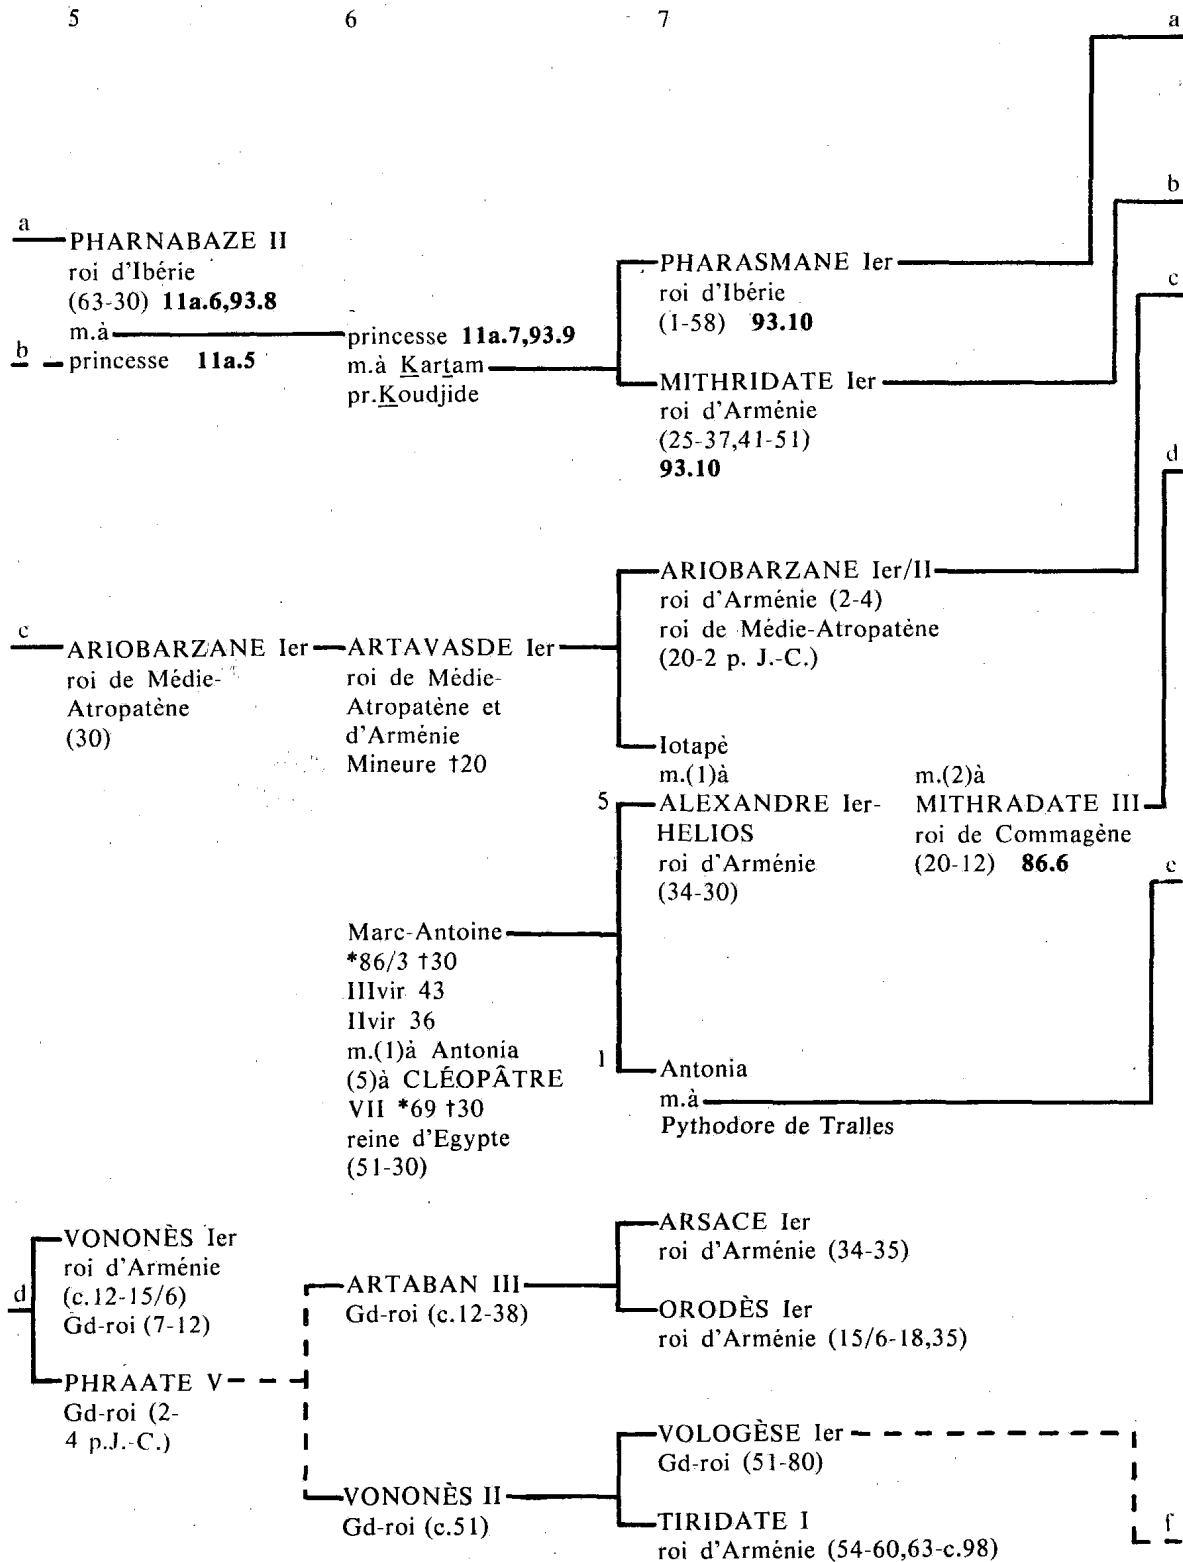 5 6 7 a
b
a
PHARNABAZE II
roi d'Ibérie
(63-30) 11a.6,93.8
m.à
b
princesse 11a.5
princesse 11a.7,93.9
m.à Kartam
pr.Koudjide
PHARASMANE Ier
roi d'Ibérie
(1-58) 93.10
c
MITHRIDATE Ier
roi d'Arménie
(25-37,41-51)
93.10
d
c
ARIOBARZANE Ier
roi de Médie-
Atropatène
(30)
ARTAVASDE Ier
roi de Médie-
Atropatène et
d'Arménie
Mineure †20
ARIOBARZANE Ier/II
roi d'Arménie (2-4)
roi de Médie-Atropatène
(20-2 p. J.-C.)
Iotapè
m.(1)à
5
ALEXANDRE Ier-
HELIOS
roi d'Arménie
(34-30)
m.(2)à
MITHRADATE III
roi de Commagène
(20-12) 86.6
e
Marc-Antoine
*86/3 †30
IIIvir 43
IIvir 36
m.(1)à Antonia
(5)à CLÉOPÂTRE
VII *69 †30
reine d'Egypte
(51-30)
1
Antonia
m.à
Pythodore de Tralles
d
VONONÈS Ier
roi d'Arménie
(c.12-15/6)
Gd-roi (7-12)
PHRAATE V
Gd-roi (2-
4 p.J.-C.)
ARTABAN III
Gd-roi (c.12-38)
VONONÈS II
Gd-roi (c.51)
ARSACE Ier
roi d'Arménie (34-35)
ORODÈS Ier
roi d'Arménie (15/6-18,35)
VOLOGÈSE Ier
Gd-roi (51-80)
TIRIDATE I
roi d'Arménie (54-60,63-c.98)
f